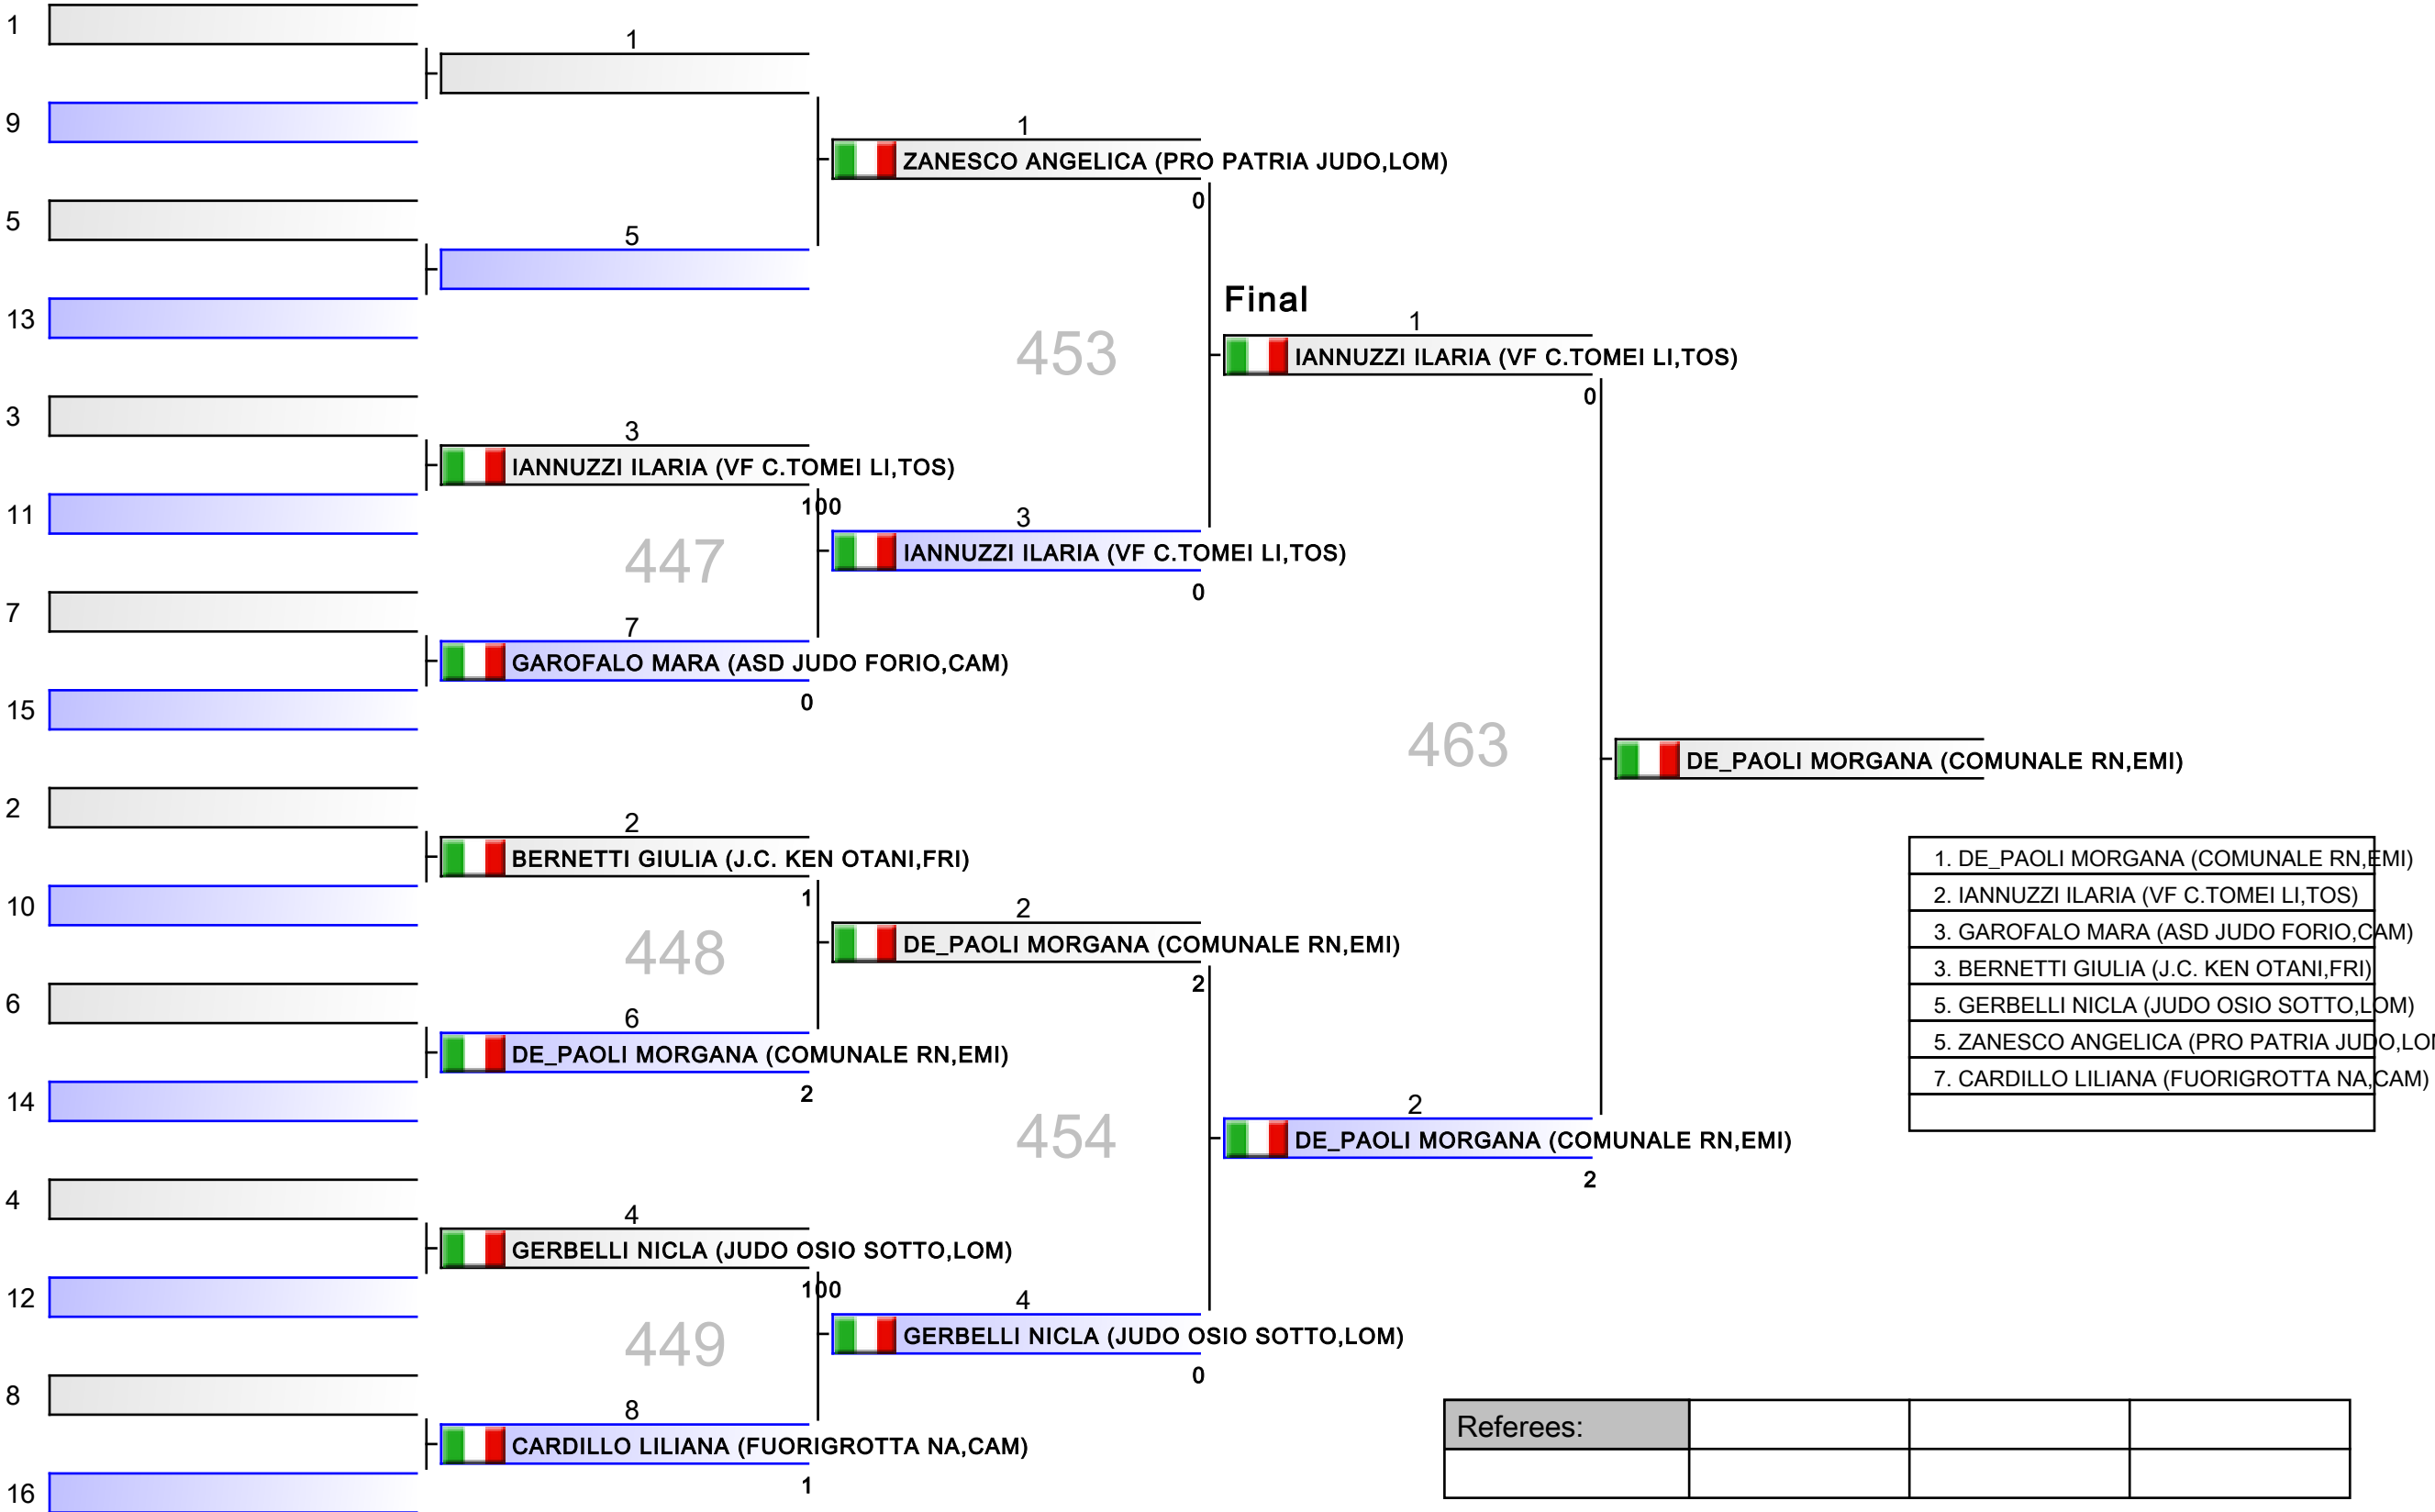 1
1
9
1
ZANESCO ANGELICA (PRO PATRIA JUDO,LOM)
0
5
5
13
Final
1
453
IANNUZZI ILARIA (VF C.TOMEI LI,TOS)
0
3
3
IANNUZZI ILARIA (VF C.TOMEI LI,TOS)
100
11
3
447
IANNUZZI ILARIA (VF C.TOMEI LI,TOS)
0
7
7
GAROFALO MARA (ASD JUDO FORIO,CAM)
0
15
463
DE_PAOLI MORGANA (COMUNALE RN,EMI)
2
2
BERNETTI GIULIA (J.C. KEN OTANI,FRI)
1
10
2
448
DE_PAOLI MORGANA (COMUNALE RN,EMI)
2
6
6
DE_PAOLI MORGANA (COMUNALE RN,EMI)
2
14
454
2
DE_PAOLI MORGANA (COMUNALE RN,EMI)
2
1. DE_PAOLI MORGANA (COMUNALE RN,EMI)
2. IANNUZZI ILARIA (VF C.TOMEI LI,TOS)
3. GAROFALO MARA (ASD JUDO FORIO,CAM)
3. BERNETTI GIULIA (J.C. KEN OTANI,FRI)
5. GERBELLI NICLA (JUDO OSIO SOTTO,LOM)
5. ZANESCO ANGELICA (PRO PATRIA JUDO,LO
7. CARDILLO LILIANA (FUORIGROTTA NA,CAM)
4
4
GERBELLI NICLA (JUDO OSIO SOTTO,LOM)
100
12
4
449
GERBELLI NICLA (JUDO OSIO SOTTO,LOM)
0
8
8
CARDILLO LILIANA (FUORIGROTTA NA,CAM)
1
16
Referees: